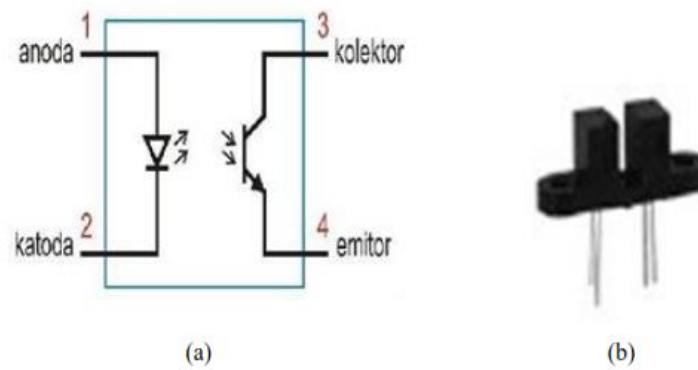 1 3
anoda kolektor
2 4
katoda emitor
(a) (b)